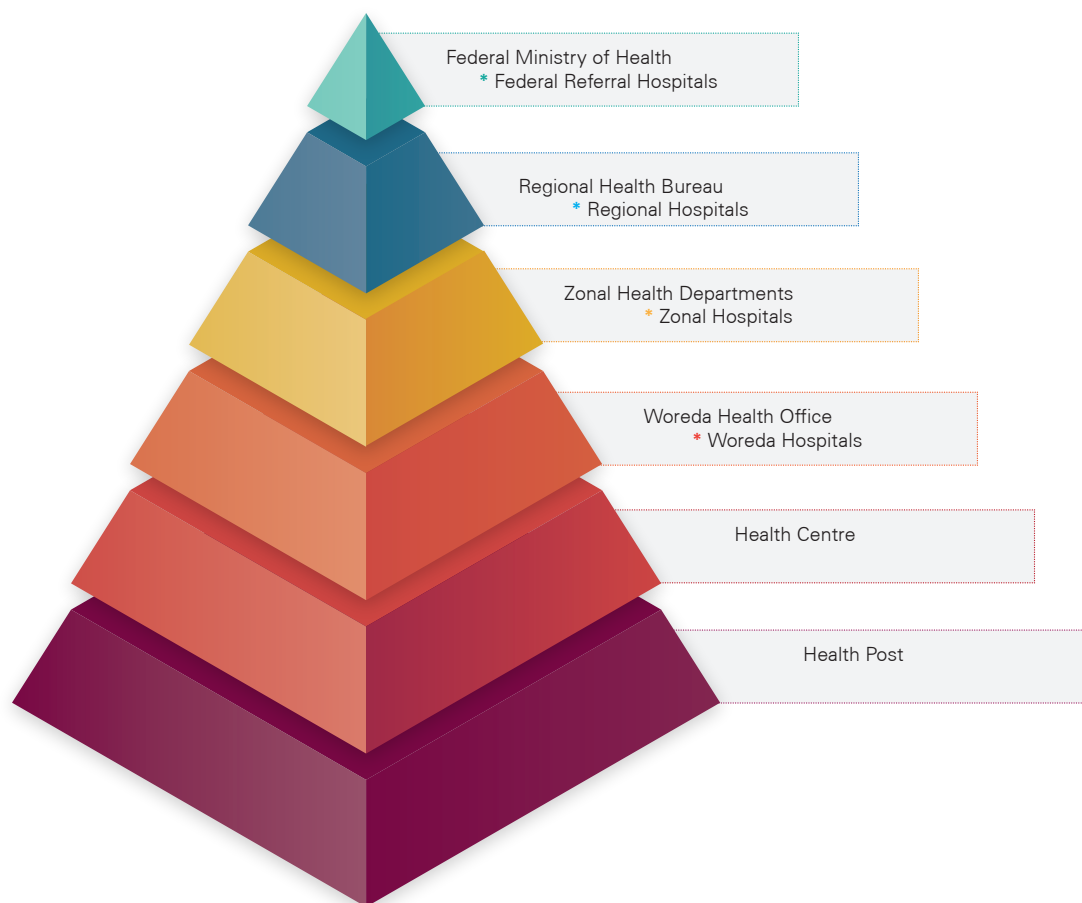 Federal Ministry of Health
* Federal Referral Hospitals
Regional Health Bureau
* Regional Hospitals
Zonal Health Departments
* Zonal Hospitals
Woreda Health Office
* Woreda Hospitals
Health Centre
Health Post